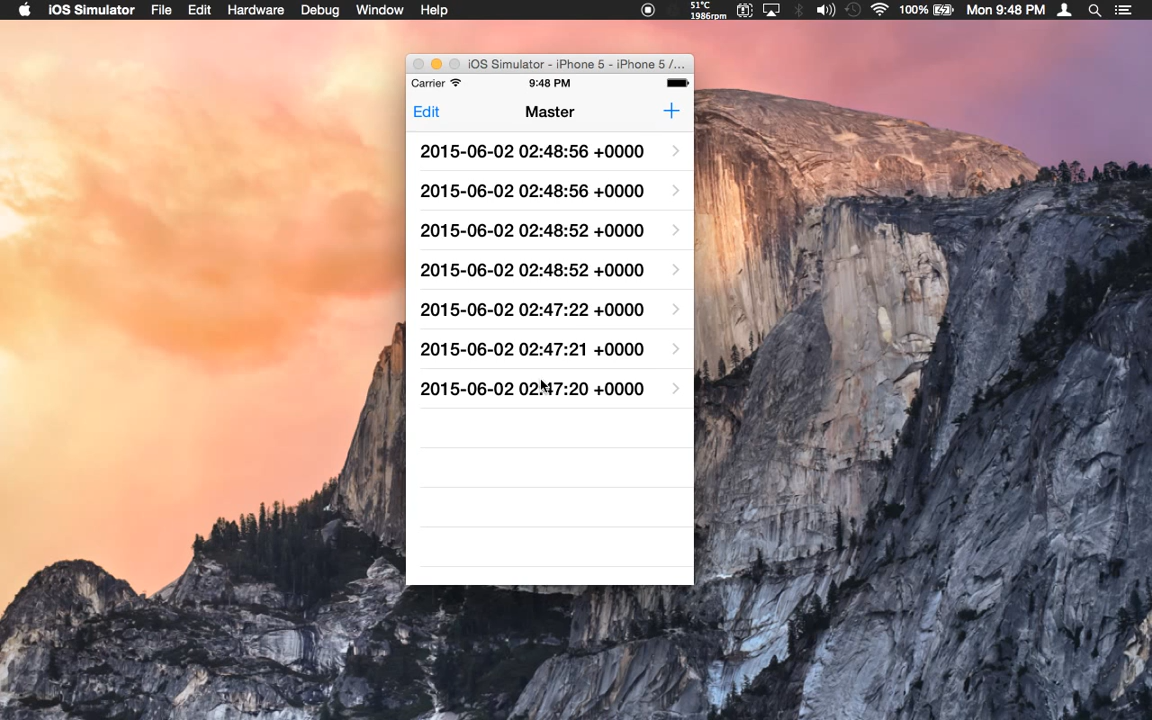 iOS Simulator File Edit Hardware Debug Window Help 51°C 1986rpm 100% Mon 9:48 PM
iOS Simulator - iPhone 5 - iPhone 5 /...
Carrier 9:48 PM
Edit Master +
2015-06-02 02:48:56 +0000
2015-06-02 02:48:56 +0000
2015-06-02 02:48:52 +0000
2015-06-02 02:48:52 +0000
2015-06-02 02:47:22 +0000
2015-06-02 02:47:21 +0000
2015-06-02 02:47:20 +0000